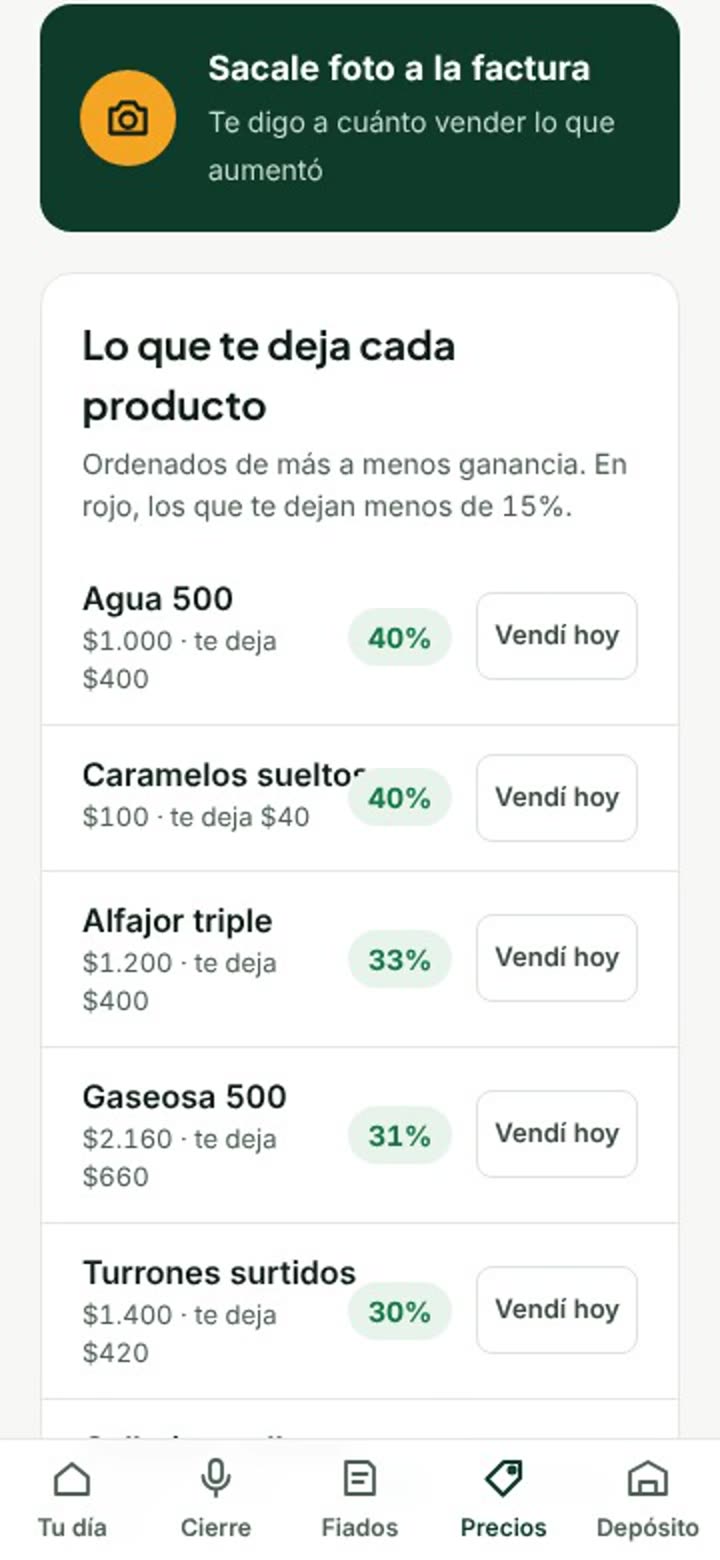 Sacale foto a la factura
Te digo a cuánto vender lo que
aumentó
Lo que te deja cada
producto
Ordenados de más a menos ganancia. En
rojo, los que te dejan menos de 15%.
Agua 500
$1.000 · te deja
$400
40%
Vendí hoy
Caramelos sueltos
$100 · te deja $40
40%
Vendí hoy
Alfajor triple
$1.200 · te deja
$400
33%
Vendí hoy
Gaseosa 500
$2.160 · te deja
$660
31%
Vendí hoy
Turrones surtidos
$1.400 · te deja
$420
30%
Vendí hoy
Tu día
Cierre
Fiados
Precios
Depósito